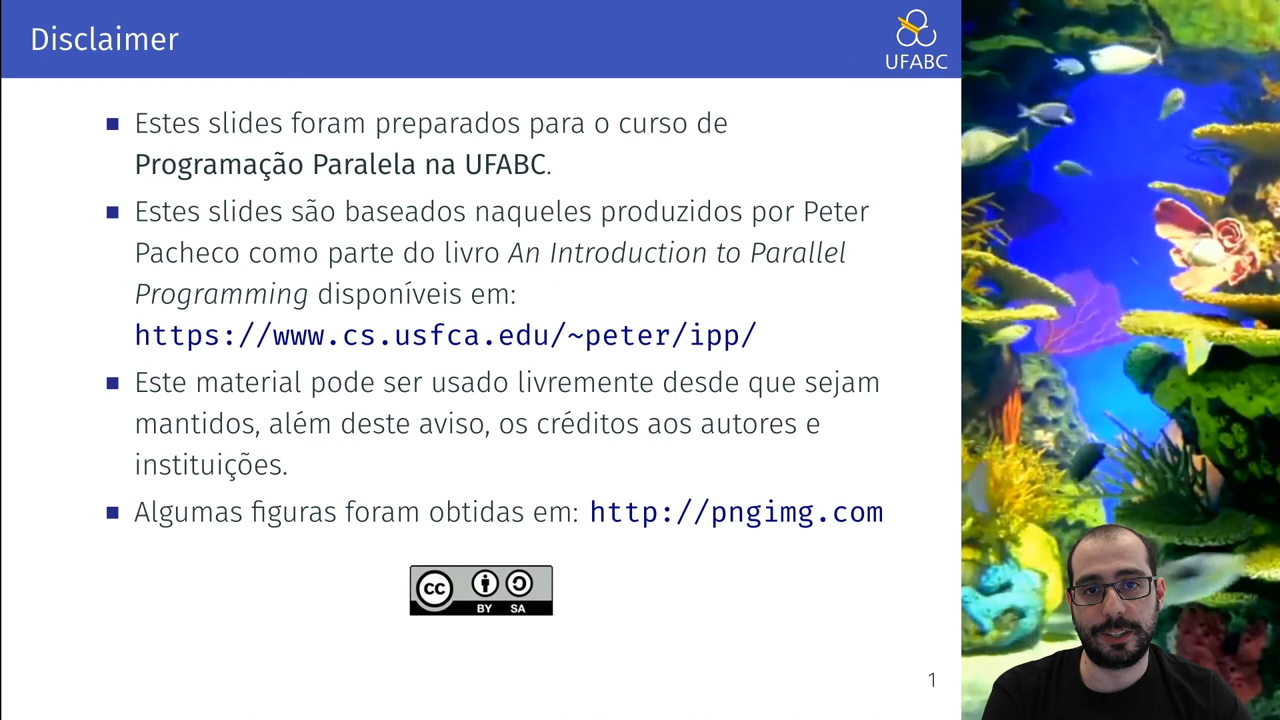 Disclaimer
UFABC
Estes slides foram preparados para o curso de
Programação Paralela na UFABC.
Estes slides são baseados naqueles produzidos por Peter
Pacheco como parte do livro An Introduction to Parallel
Programming disponíveis em:
https://www.cs.usfca.edu/~peter/ipp/
Este material pode ser usado livremente desde que sejam
mantidos, além deste aviso, os créditos aos autores e
instituições.
Algumas figuras foram obtidas em: http://pngimg.com
cc
BY SA
1